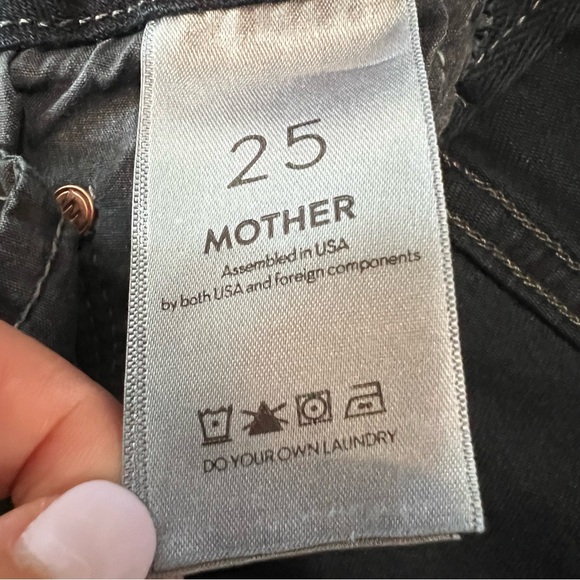 25
MOTHER
Assembled in USA
by both USA and foreign components
DO YOUR OWN LAUNDRY
M